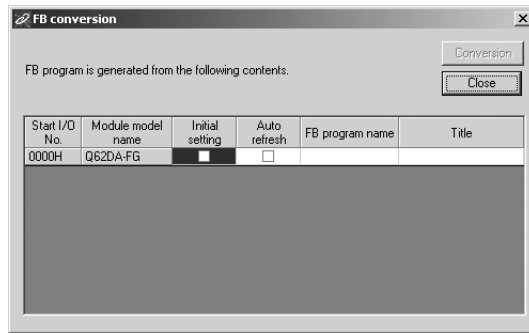 FB conversion
Conversion
FB program is generated from the following contents.
Close
Start I/O No.
Module model name
Initial setting
Auto refresh
FB program name
Title
0000H
Q62DA-FG